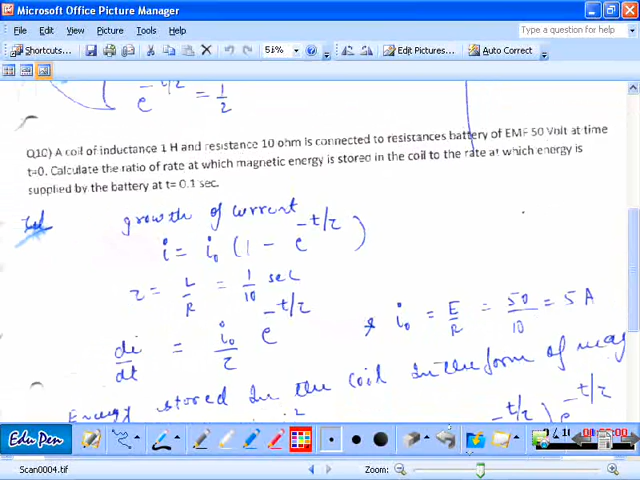 Microsoft Office Picture Manager
File Edit View Picture Tools Help
Type a question for help
Shortcuts... 51% Edit Pictures... Auto Correct
e^-t/2 = 1/2
Q10) A coil of inductance 1 H and resistance 10 ohm is connected to resistances battery of EMF 50 Volt at time
t=0. Calculate the ratio of rate at which magnetic energy is stored in the coil to the rate at which energy is
supplied by the battery at t= 0.1 sec.
growth of current
i = i₀ (1 - e^-t/τ)
τ = L/R = 1/10 sec
di/dt = i₀/τ e^-t/τ
i₀ = E/R = 50/10 = 5 A
Energy stored in the coil in the form of mag
-t/τ) e^-t/τ
Edu Pen
Scan0004.tif Zoom: